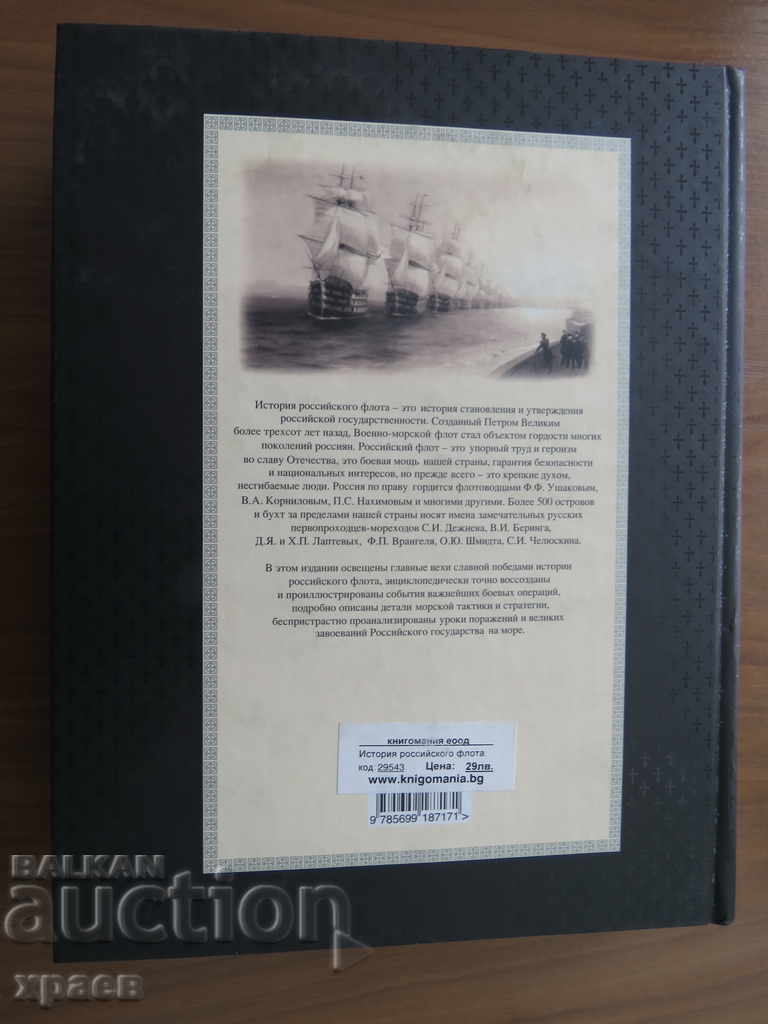 История российского флота – это история становления и утверждения
российской государственности. Созданный Петром Великим
более трехсот лет назад, Военно-морской флот стал объектом гордости многих
поколений россиян. Российский флот – это упорный труд и героизм
во славу Отечества, это боевая мощь нашей страны, гарантия безопасности
и национальных интересов, но прежде всего – это крепкие духом,
несгибаемые люди. Россия по праву гордится флотоводцами Ф.Ф. Ушаковым,
В.А. Корниловым, П.С. Нахимовым и многими другими. Более 500 островов
и бухт за пределами нашей страны носят имена замечательных русских
первопроходцев-мореходов С.И. Дежнева, В.И. Беринга,
Д.Я. и Х.П. Лаптевых, Ф.П. Врангеля, О.Ю. Шмидта, С.И. Челюскина.
В этом издании освещены главные вехи славной победами истории
российского флота, энциклопедически точно воссозданы
и проиллюстрированы события важнейших боевых операций,
подробно описаны детали морской тактики и стратегии,
беспристрастно проанализированы уроки поражений и великих
завоеваний Российского государства на море.
книгомания еоод
История российского флота.
код: 29543 Цена: 29лв.
www.knigomania.bg
9 785699 187171 >
BALKAN
auction
храев